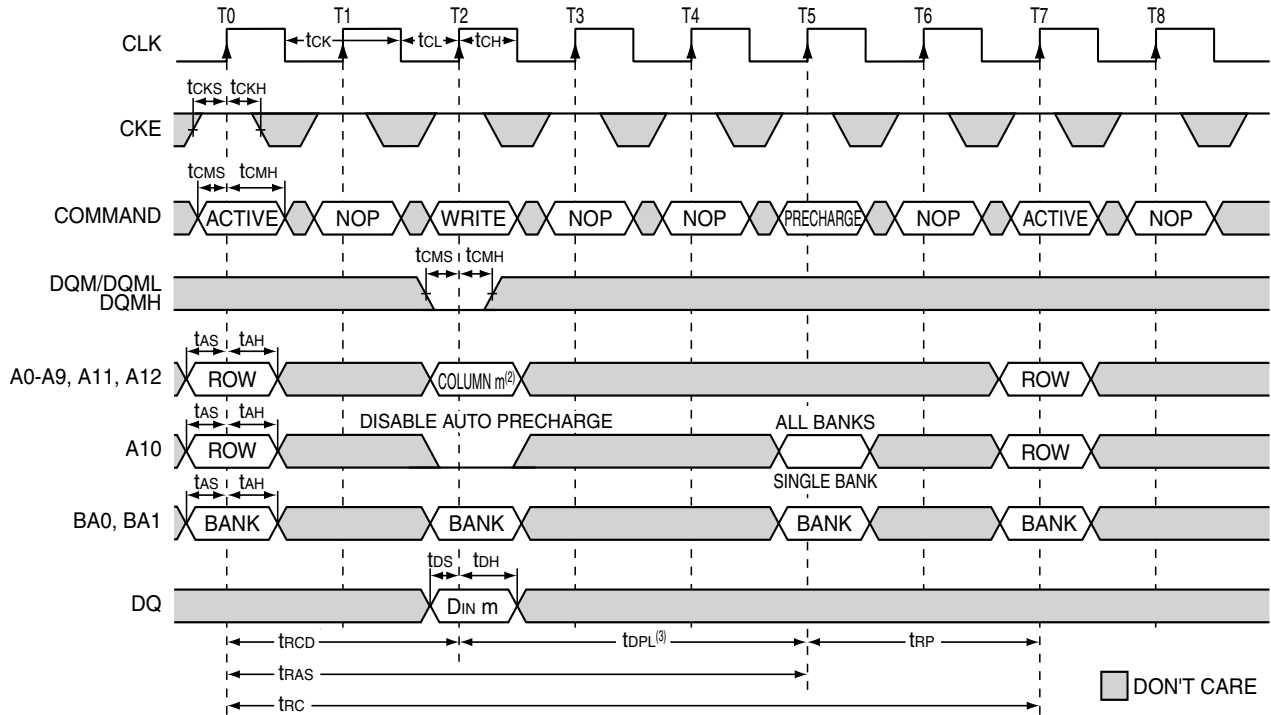 T0 T1 T2 T3 T4 T5 T6 T7 T8
CLK tCK tCL tCH
tCKS tCKH
CKE
tCMS tCMH
COMMAND ACTIVE NOP WRITE NOP NOP PRECHARGE NOP ACTIVE NOP
tCMS tCMH
DQM/DQML
DQMH
tAS tAH
A0-A9, A11, A12 ROW COLUMN m(2) ROW
tAS tAH DISABLE AUTO PRECHARGE ALL BANKS
A10 ROW ROW
tAS tAH SINGLE BANK
BA0, BA1 BANK BANK BANK BANK
tDS tDH
DQ DIN m
tRCD tDPL(3) tRP
tRAS
DON'T CARE
tRC